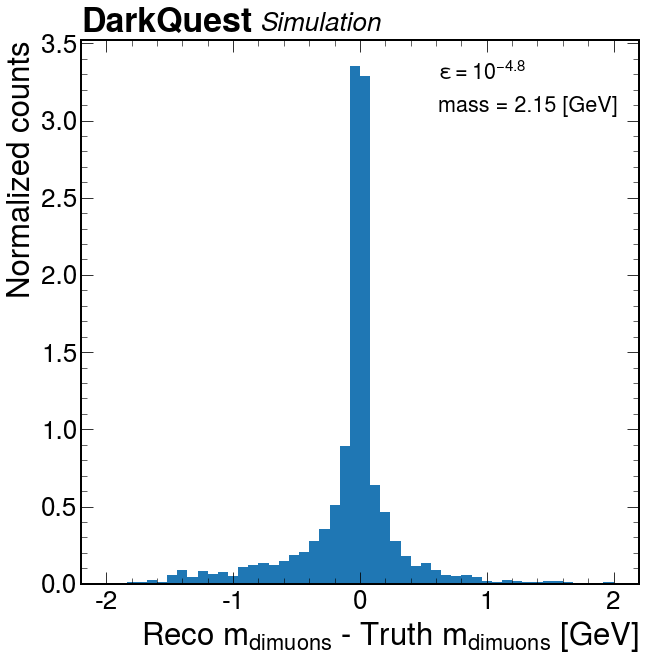 DarkQuest Simulation
Normalized counts
3.5
3.0
2.5
2.0
1.5
1.0
0.5
0.0
ε = 10⁻⁴·⁸
mass = 2.15 [GeV]
-2 -1 0 1 2
Reco m_dimuons - Truth m_dimuons [GeV]